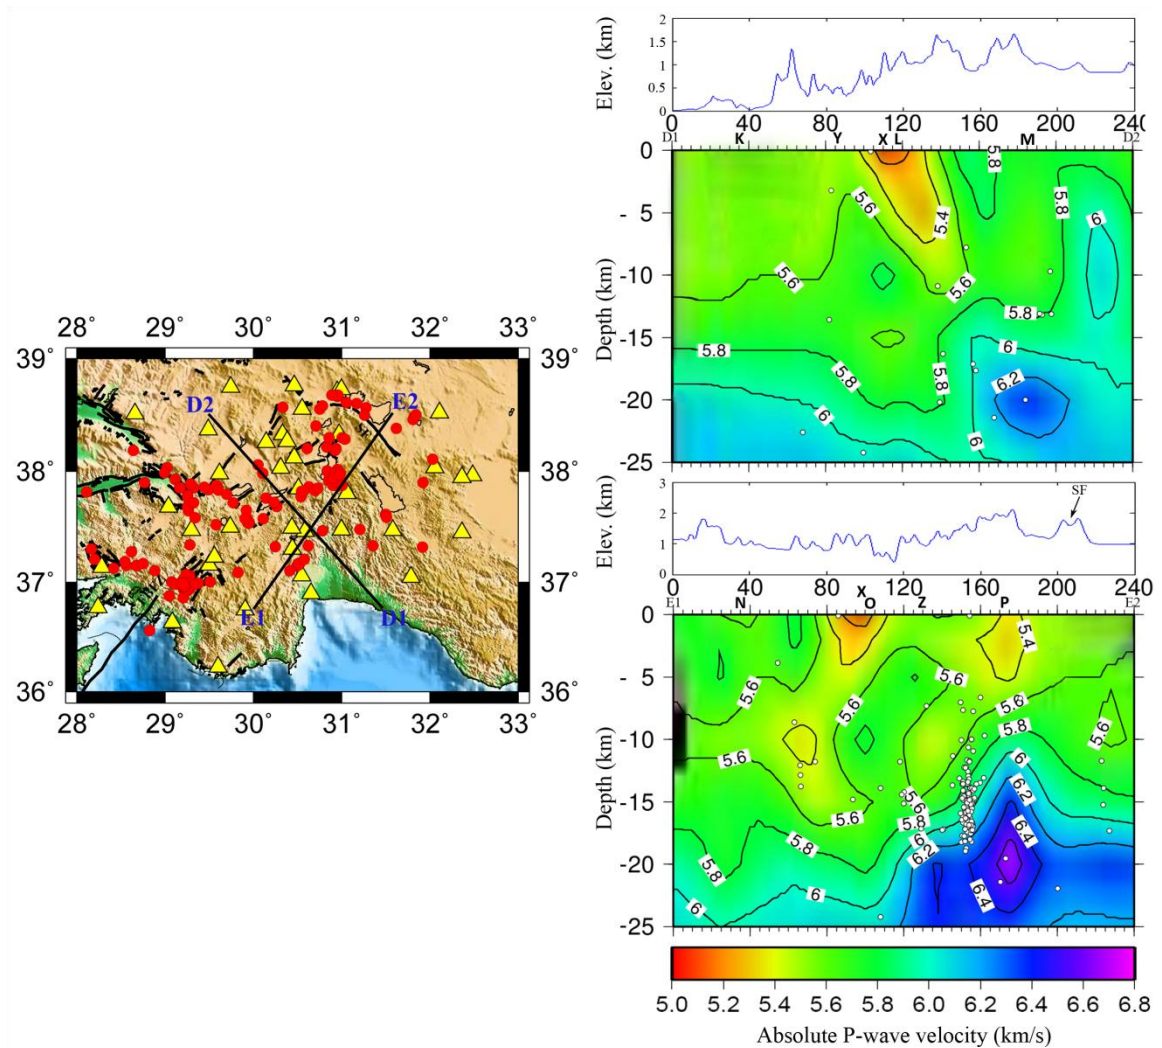 28˚ 29˚ 30˚ 31˚ 32˚ 33˚
39˚ 39˚
38˚ 38˚
37˚ 37˚
36˚ 36˚
28˚ 29˚ 30˚ 31˚ 32˚ 33˚
D2 E2
E1 D1
Elev. (km)
2
1.5
1
0.5
0
0 40 80 120 160 200 240
D1 K Y X L M D2
Depth (km)
0
-5
-10
-15
-20
-25
5.8
5.6 5.4 5.8 6
5.6 5.6
5.8
5.8 5.8 6
5.8 6.2
6 6
Elev. (km)
3
2
1
0
SF
0 40 80 120 160 200 240
E1 N X O Z P E2
Depth (km)
0
-5
-10
-15
-20
-25
5.8 5.4
5.6 5.6 5.6 5.6
5.8 5.6
5.6 6
5.6 6.2
5.6 5.8 6.4
5.8 5.8 6
6.2
6 6 6.4
5.0 5.2 5.4 5.6 5.8 6.0 6.2 6.4 6.6 6.8
Absolute P-wave velocity (km/s)